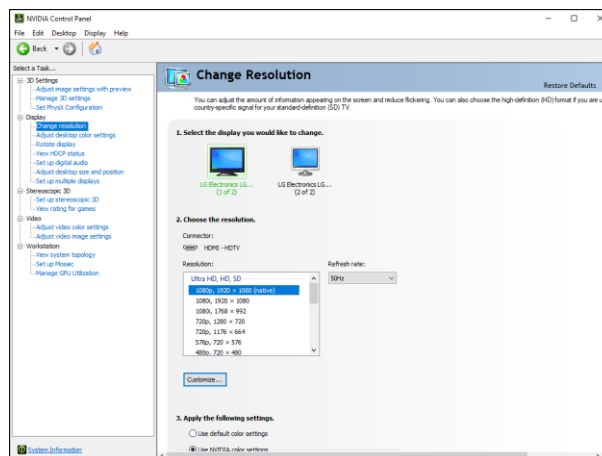 NVIDIA Control Panel
File Edit Desktop Display Help
Back
Select a Task...
3D Settings
Adjust image settings with preview
Manage 3D settings
Set PhysX Configuration
Display
Change resolution
Adjust desktop color settings
Rotate display
View HDCP status
Set up digital audio
Adjust desktop size and position
Set up multiple displays
Stereoscopic 3D
Set up stereoscopic 3D
View rating for games
Video
Adjust video color settings
Adjust video image settings
Workstation
View system topology
Set up Mosaic
Manage GPU Utilization
System Information
Change Resolution
Restore Defaults
You can adjust the amount of information appearing on the screen and reduce flickering. You can also choose the high-definition (HD) format if you are u
country-specific signal for your standard-definition (SD) TV.
1. Select the display you would like to change.
LG Electronics LG... LG Electronics LG...
(1 of 2) (2 of 2)
2. Choose the resolution.
Connector:
HDMI - HDTV
Resolution: Refresh rate:
Ultra HD, HD, SD 50Hz
1080p, 1920 × 1080 (native)
1080i, 1920 × 1080
1080i, 1768 × 992
720p, 1280 × 720
720p, 1176 × 664
576p, 720 × 576
480p, 720 × 480
Customize...
3. Apply the following settings.
Use default color settings
Use NVIDIA color settings